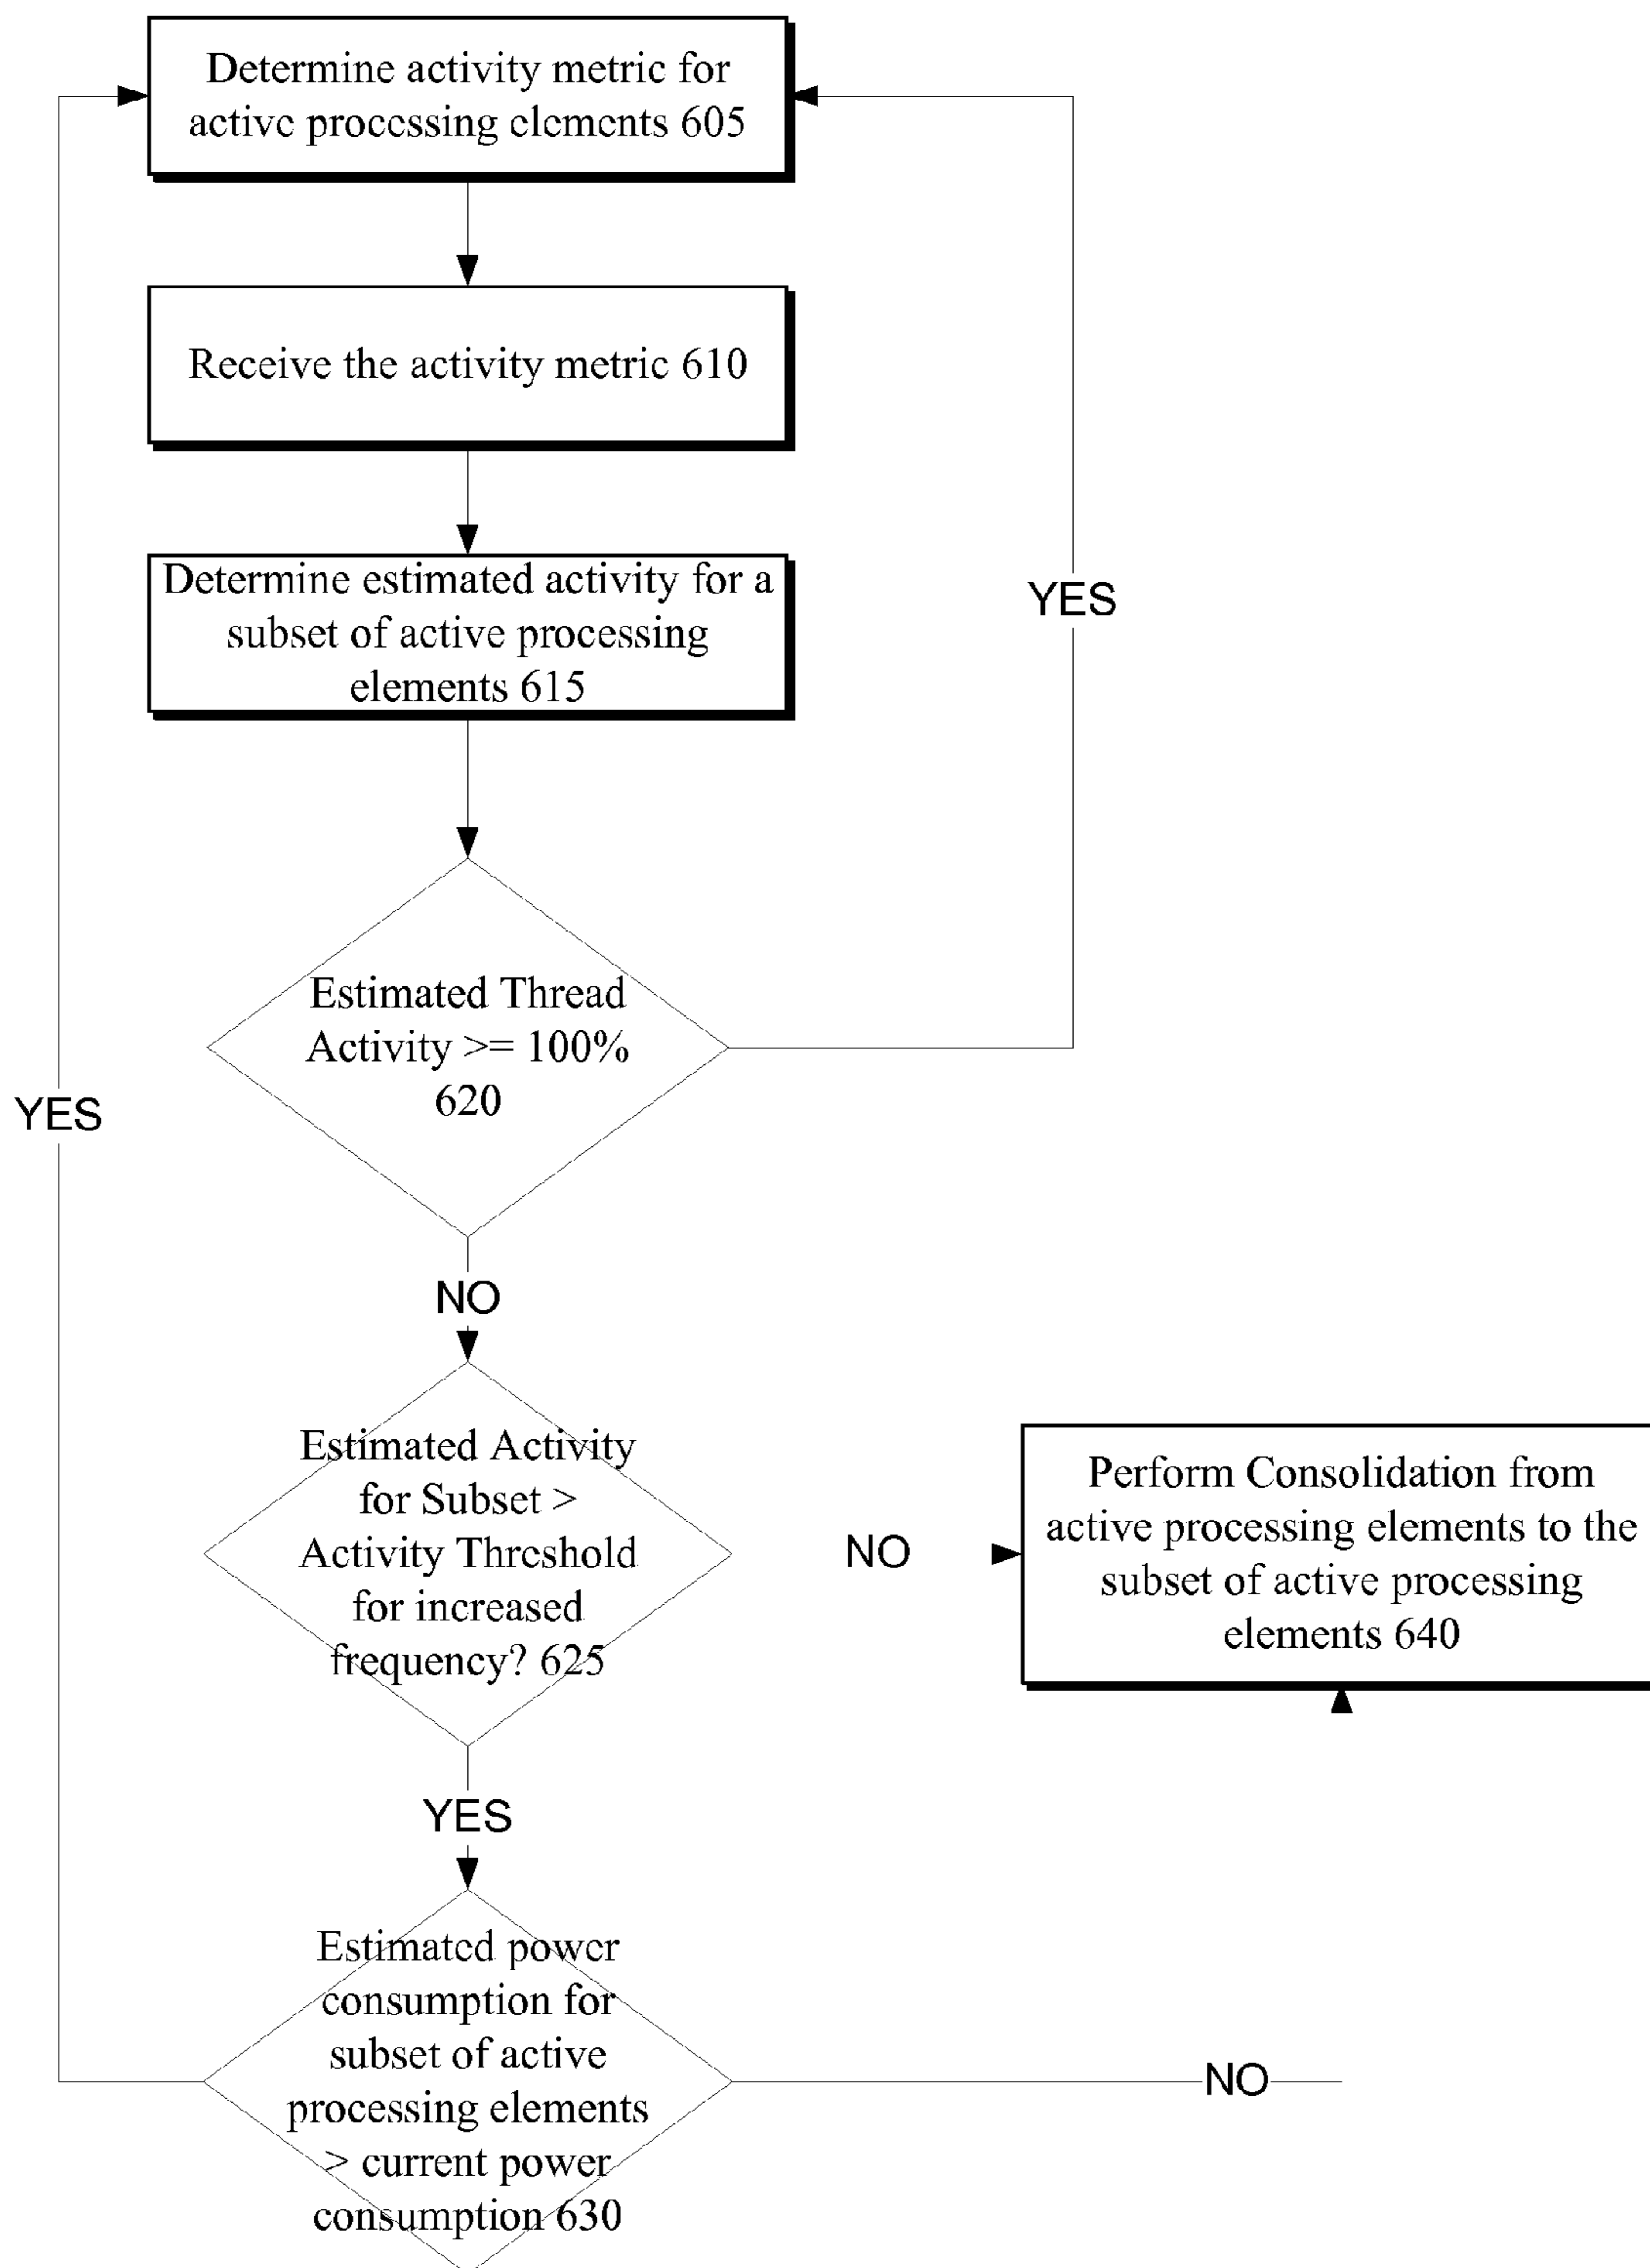 Determine activity metric for
active processing elements 605
Receive the activity metric 610
Determine estimated activity for a
subset of active processing
elements 615
YES
Estimated Thread
Activity >= 100%
620
YES
NO
Estimated Activity
for Subset >
Activity Threshold
for increased
frequency? 625
NO
Perform Consolidation from
active processing elements to the
subset of active processing
elements 640
YES
Estimated power
consumption for
subset of active
processing elements
> current power
consumption 630
NO